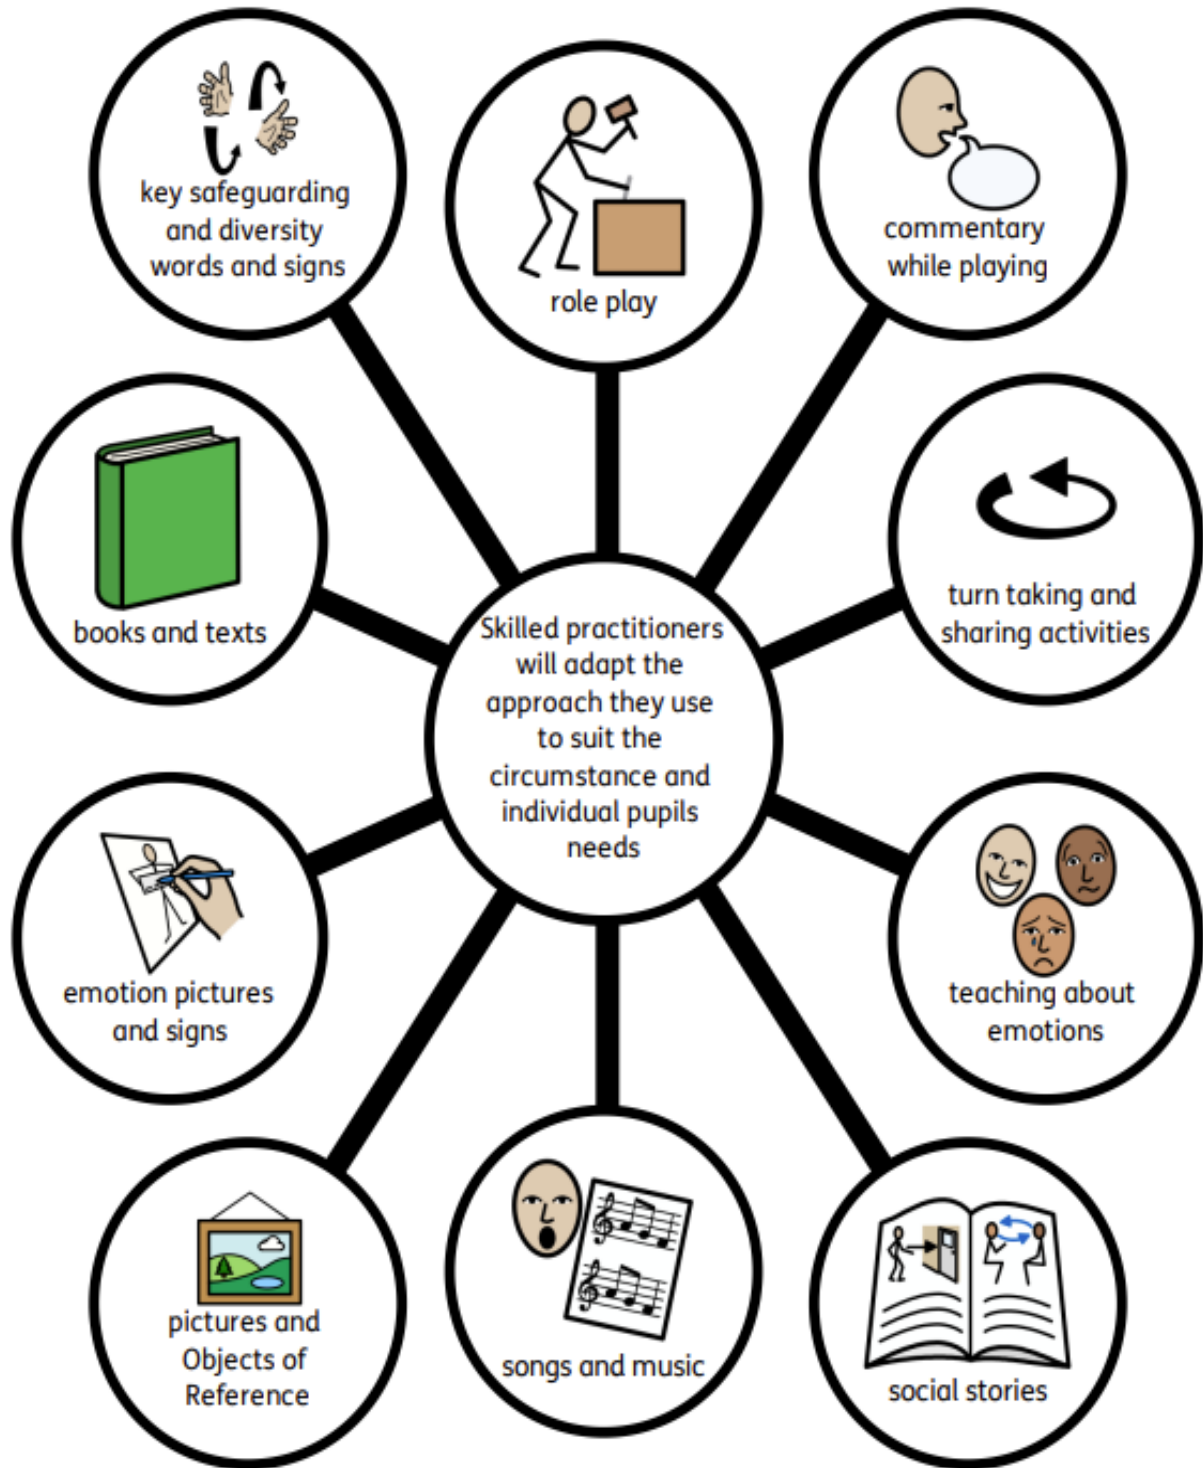 key safeguarding
and diversity
words and signs
role play
commentary
while playing
books and texts
turn taking and
sharing activities
Skilled practitioners
will adapt the
approach they use
to suit the
circumstance and
individual pupils
needs
emotion pictures
and signs
teaching about
emotions
pictures and
Objects of
Reference
songs and music
social stories